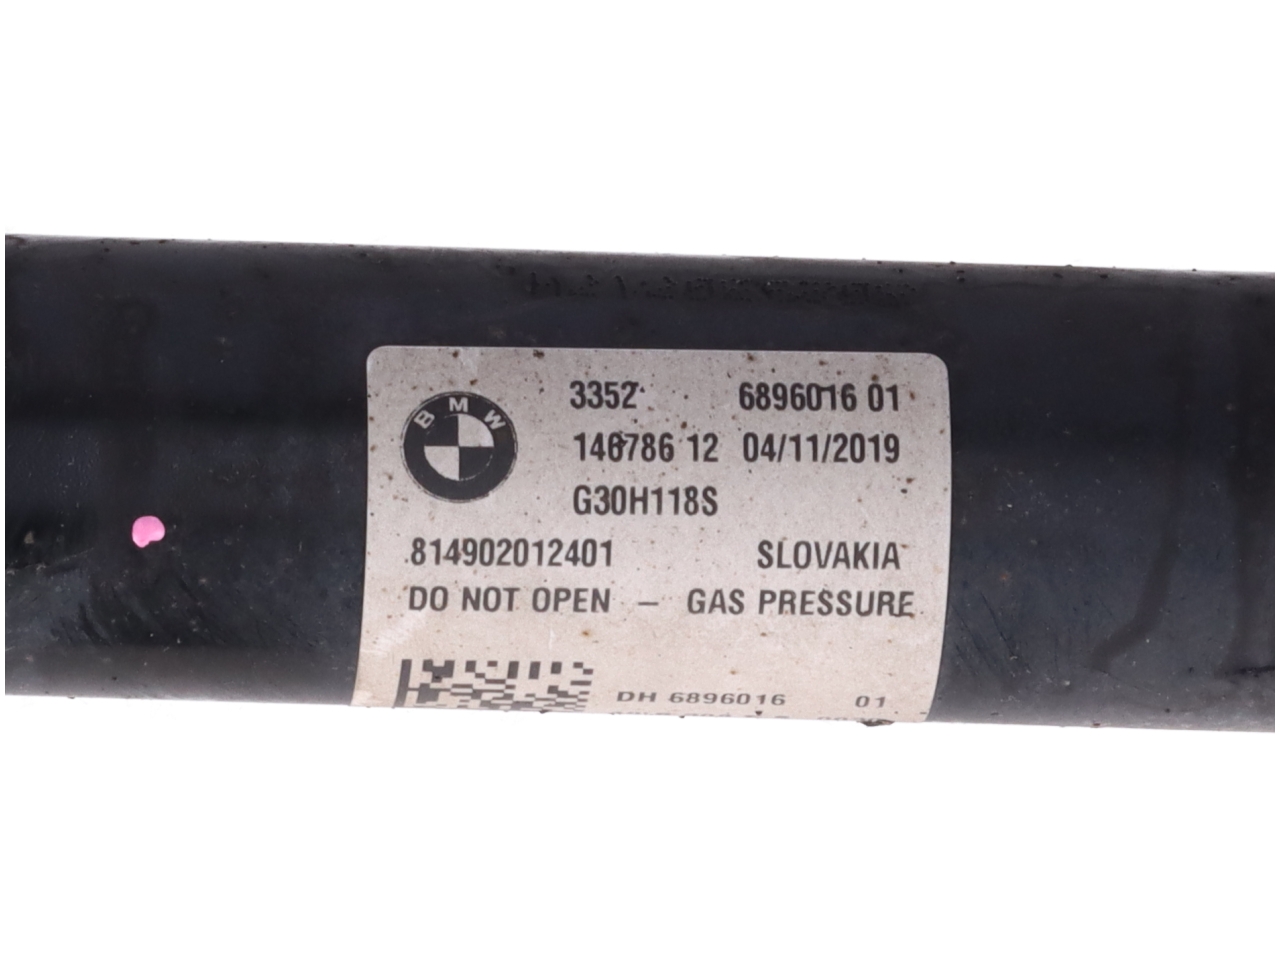 BMW
3352 6896016 01
146786 12 04/11/2019
G30H118S
814902012401 SLOVAKIA
DO NOT OPEN – GAS PRESSURE
DH 6896016 01